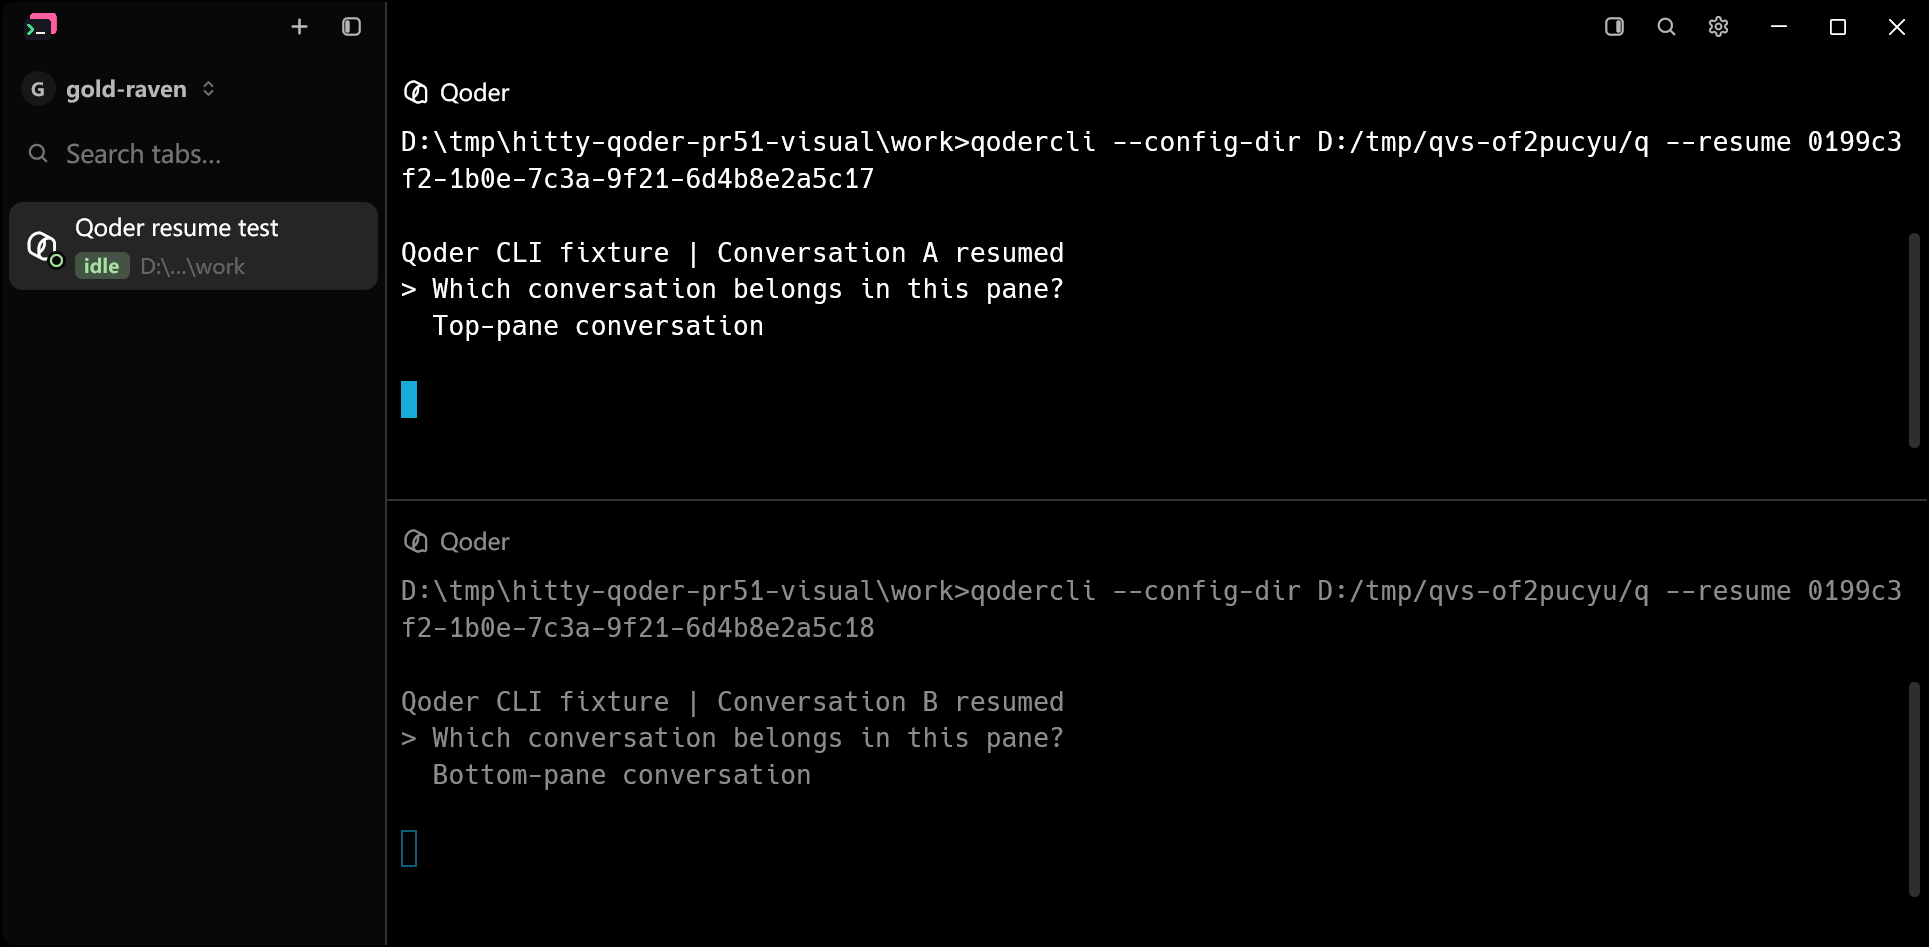 G gold-raven
Search tabs...
Qoder resume test
idle D:\...\work
Qoder
D:\tmp\hitty-qoder-pr51-visual\work>qodercli --config-dir D:/tmp/qvs-of2pucyu/q --resume 0199c3
f2-1b0e-7c3a-9f21-6d4b8e2a5c17
Qoder CLI fixture | Conversation A resumed
> Which conversation belongs in this pane?
Top-pane conversation
Qoder
D:\tmp\hitty-qoder-pr51-visual\work>qodercli --config-dir D:/tmp/qvs-of2pucyu/q --resume 0199c3
f2-1b0e-7c3a-9f21-6d4b8e2a5c18
Qoder CLI fixture | Conversation B resumed
> Which conversation belongs in this pane?
Bottom-pane conversation